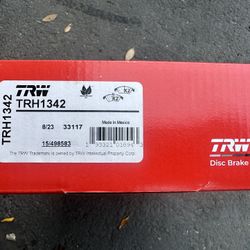 TRW
TRH1342
TRH1342
8/23 33117
Made in Mexico
15/498583
The TRW Trademark is owned by TRW Intellectual Property Corp.
TRW
Disc Brake